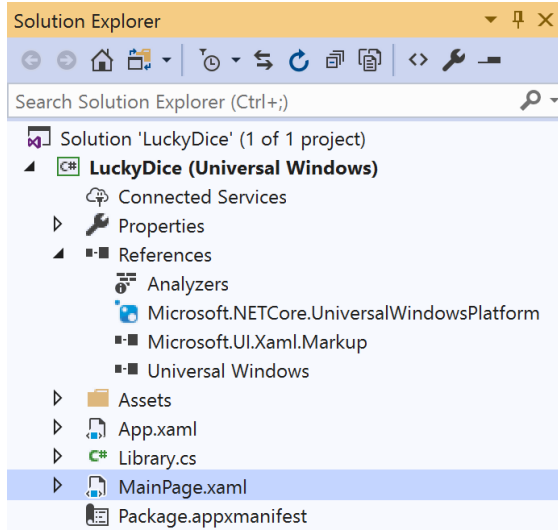 Solution Explorer
Search Solution Explorer (Ctrl+;)
Solution 'LuckyDice' (1 of 1 project)
C# LuckyDice (Universal Windows)
Connected Services
Properties
References
Analyzers
Microsoft.NETCore.UniversalWindowsPlatform
Microsoft.UI.Xaml.Markup
Universal Windows
Assets
App.xaml
C# Library.cs
MainPage.xaml
Package.appxmanifest